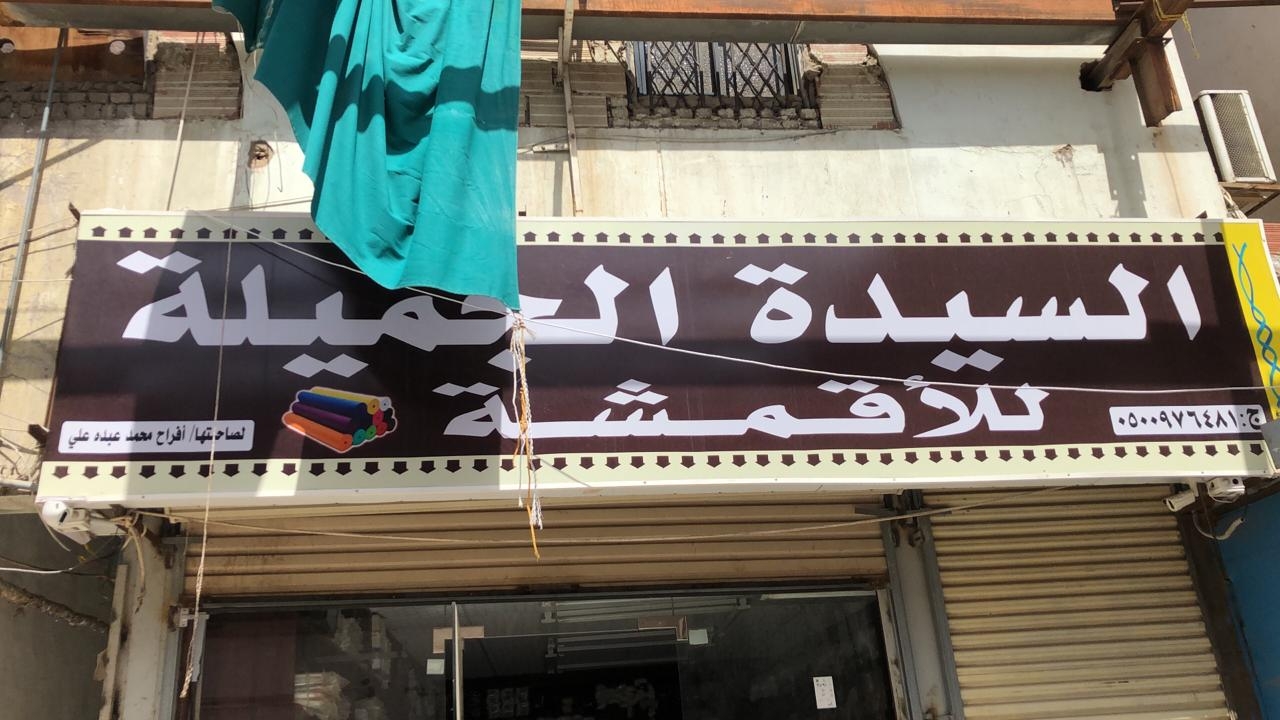 السيدة الجميلة
للأقمشة
ج: ٠٥٠٠٩٧٦٤٨١
لصاحبتها/ أفراح محمد عبده علي